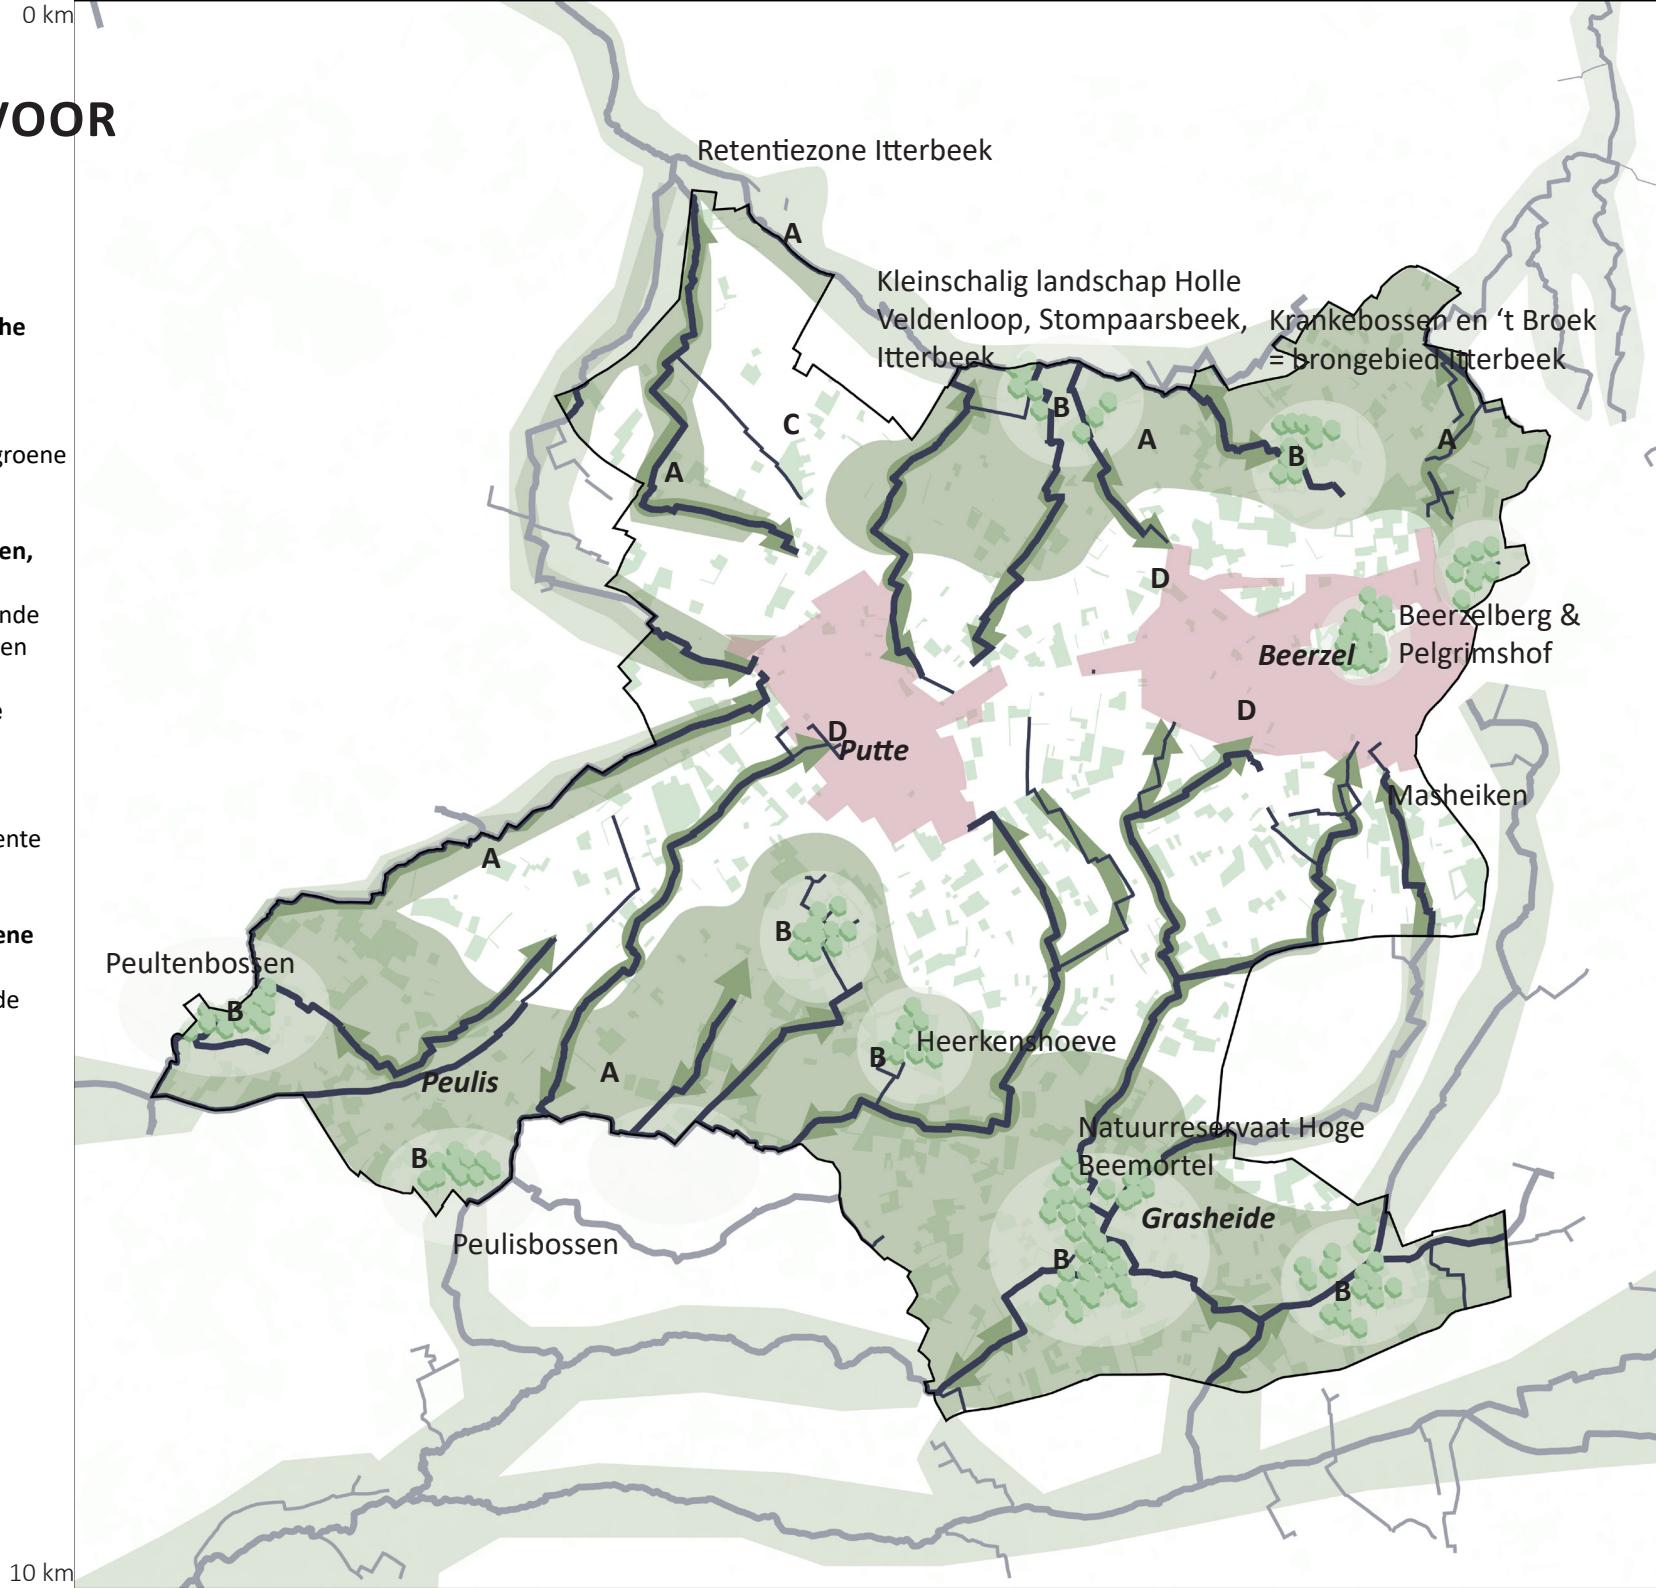 0 km
VOOR
Retentiezone Itterbeek
A
Kleinschalig landschap Holle
Veldenloop, Stompaarsbeek,
Itterbeek
Krankebossen en ‘t Broek
= brongebied Itterbeek
he
B
C
A
A
B
groene
A
en,
D
nde
Beerzelberg &
en
Beerzel
Pelgrimshof
e
D
D
Putte
Masheiken
ente
A
ene
B
Peultenbossen
de
B
Heerkenshoeve
B
A
Peulis
Natuurreservaat Hoge
Beemortel
B
Grasheide
Peulisbossen
B
B
10 km